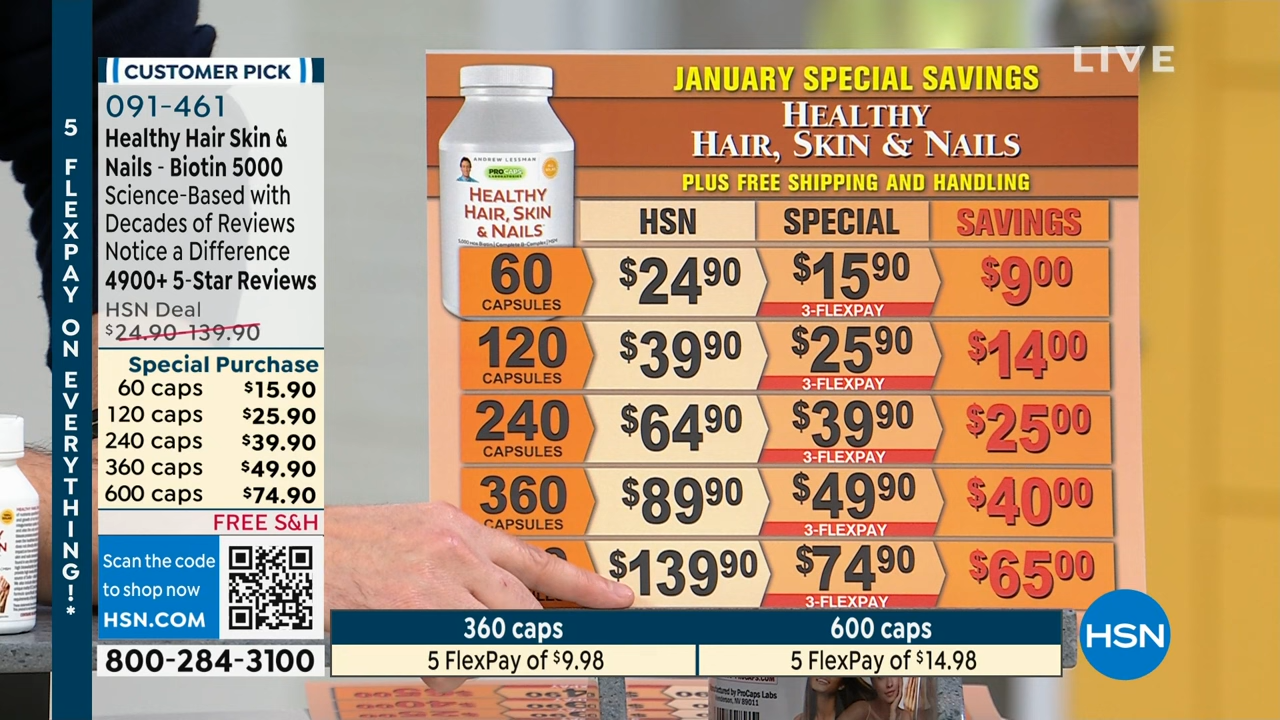 5 FLEXPAY ON EVERYTHING!*
CUSTOMER PICK
091-461
Healthy Hair Skin &
Nails - Biotin 5000
Science-Based with
Decades of Reviews
Notice a Difference
4900+ 5-Star Reviews
HSN Deal
$24.90-139.90
Special Purchase
60 caps $15.90
120 caps $25.90
240 caps $39.90
360 caps $49.90
600 caps $74.90
FREE S&H
Scan the code
to shop now
HSN.COM
800-284-3100
LIVE
JANUARY SPECIAL SAVINGS
HEALTHY
HAIR, SKIN & NAILS
PLUS FREE SHIPPING AND HANDLING
ANDREW LESSMAN
PROCAPS
LABORATORIES
HEALTHY
HAIR, SKIN
& NAILS
HSN SPECIAL SAVINGS
60 CAPSULES $24.90 $15.90 $9.00
3-FLEXPAY
120 CAPSULES $39.90 $25.90 $14.00
3-FLEXPAY
240 CAPSULES $64.90 $39.90 $25.00
3-FLEXPAY
360 CAPSULES $89.90 $49.90 $40.00
3-FLEXPAY
$139.90 $74.90 $65.00
3-FLEXPAY
360 caps 600 caps
5 FlexPay of $9.98 5 FlexPay of $14.98
HSN